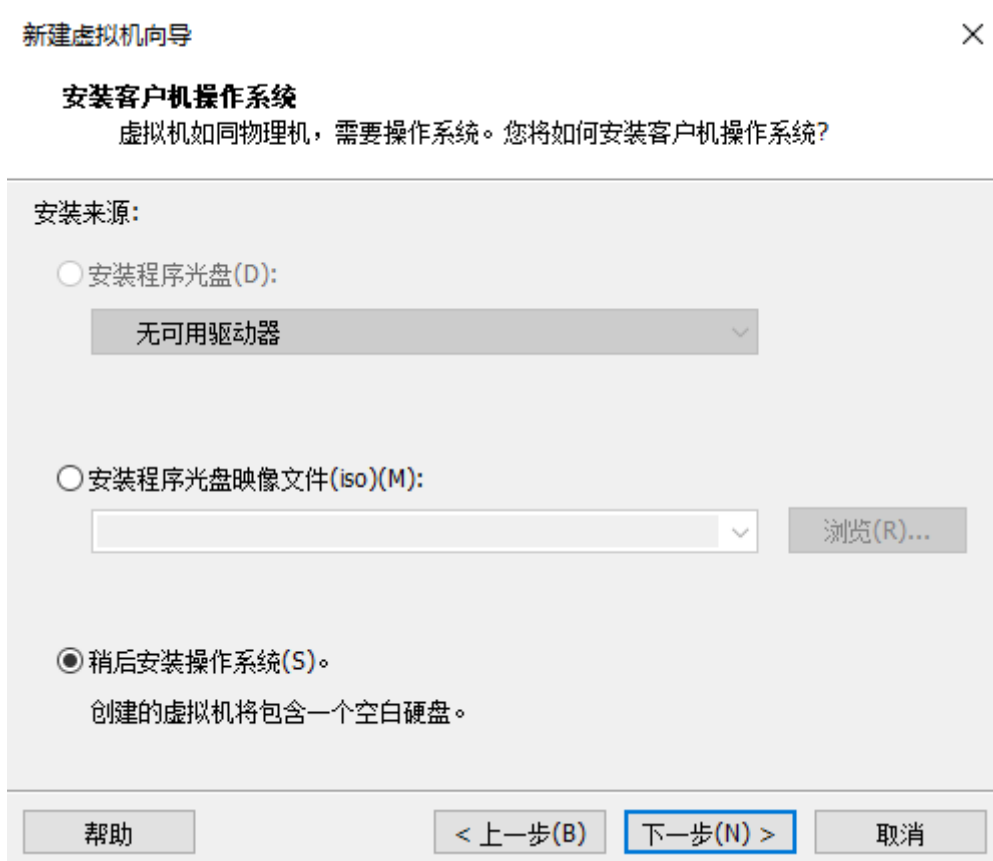 新建虚拟机向导
安装客户机操作系统
虚拟机如同物理机，需要操作系统。您将如何安装客户机操作系统?
安装来源:
安装程序光盘(D):
无可用驱动器
安装程序光盘映像文件(iso)(M):
浏览(R)...
稍后安装操作系统(S)。
创建的虚拟机将包含一个空白硬盘。
帮助 < 上一步(B) 下一步(N) > 取消